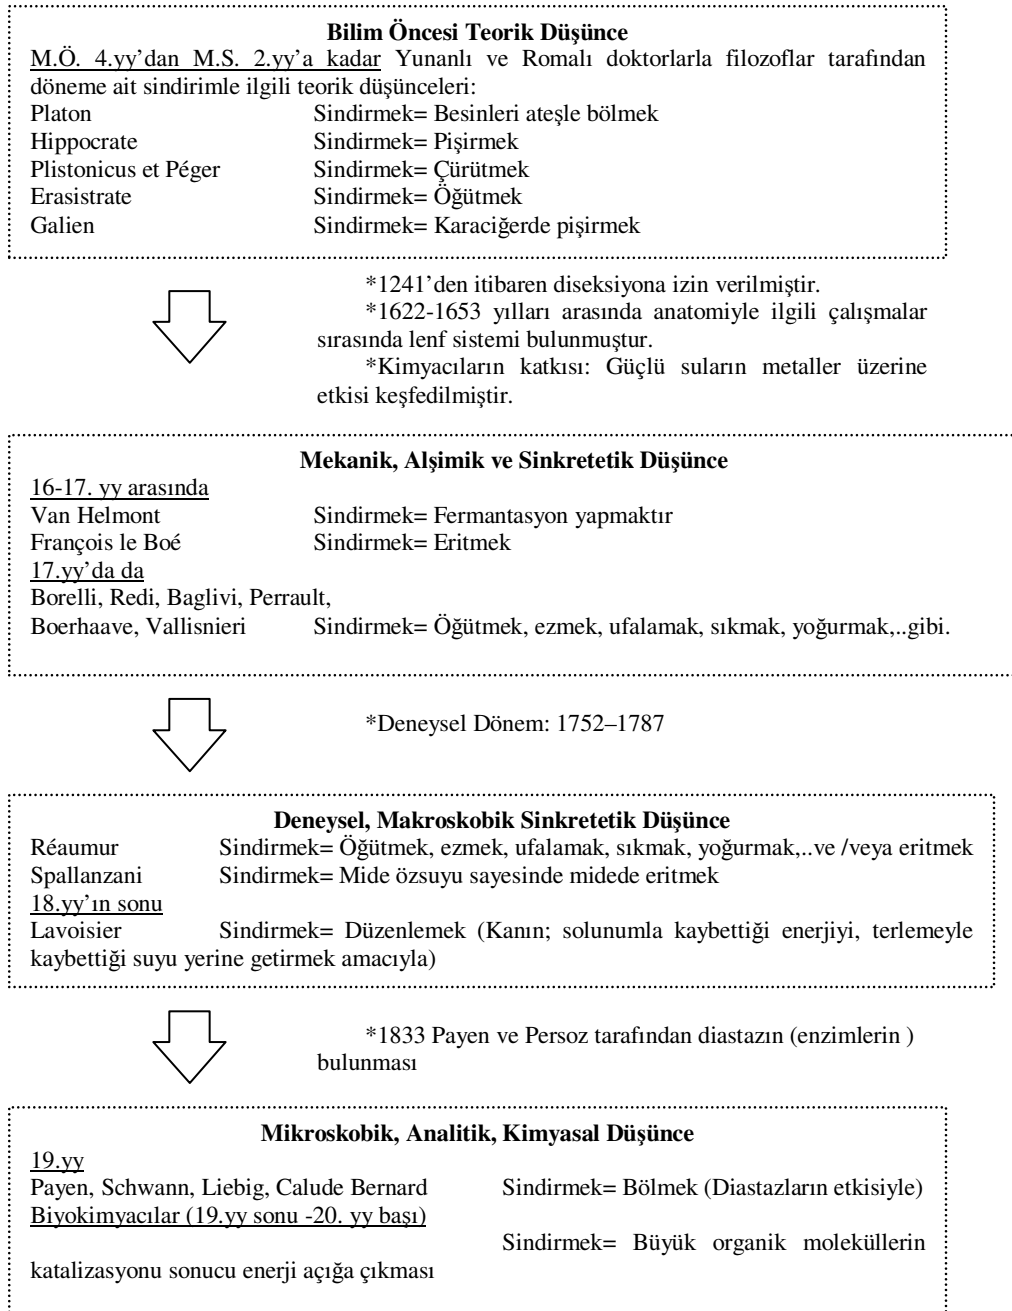 Bilim Öncesi Teorik Düşünce
M.Ö. 4.yy’dan M.S. 2.yy’a kadar Yunanlı ve Romalı doktorlarla filozoflar tarafından
döneme ait sindirimle ilgili teorik düşünceleri:
Platon Sindirmek= Besinleri ateşle bölmek
Hippocrate Sindirmek= Pişirmek
Plistonicus et Péger Sindirmek= Çürütmek
Erasistrate Sindirmek= Öğütmek
Galien Sindirmek= Karaciğerde pişirmek
*1241’den itibaren diseksiyona izin verilmiştir.
*1622-1653 yılları arasında anatomiyle ilgili çalışmalar
sırasında lenf sistemi bulunmuştur.
*Kimyacıların katkısı: Güçlü suların metaller üzerine
etkisi keşfedilmiştir.
Mekanik, Alşimik ve Sinkretetik Düşünce
16-17. yy arasında
Van Helmont Sindirmek= Fermantasyon yapmaktır
François le Boé Sindirmek= Eritmek
17.yy’da da
Borelli, Redi, Baglivi, Perrault,
Boerhaave, Vallisnieri Sindirmek= Öğütmek, ezmek, ufalamak, sıkmak, yoğurmak,..gibi.
*Deneysel Dönem: 1752–1787
Deneysel, Makroskobik Sinkretetik Düşünce
Réaumur Sindirmek= Öğütmek, ezmek, ufalamak, sıkmak, yoğurmak,..ve /veya eritmek
Spallanzani Sindirmek= Mide özsuyu sayesinde midede eritmek
18.yy’ın sonu
Lavoisier Sindirmek= Düzenlemek (Kanın; solunumla kaybettiği enerjiyi, terlemeyle
kaybettiği suyu yerine getirmek amacıyla)
*1833 Payen ve Persoz tarafından diastazın (enzimlerin )
bulunması
Mikroskobik, Analitik, Kimyasal Düşünce
19.yy
Payen, Schwann, Liebig, Calude Bernard Sindirmek= Bölmek (Diastazların etkisiyle)
Biyokimyacılar (19.yy sonu -20. yy başı)
Sindirmek= Büyük organik moleküllerin
katalizasyonu sonucu enerji açığa çıkması